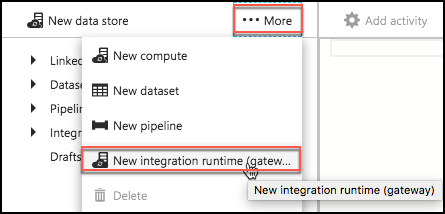 New data store
... More
Add activity
Linked
New compute
Dataset
New dataset
Pipelin
New pipeline
Integr
New integration runtime (gatew...
Drafts
Delete
New integration runtime (gateway)